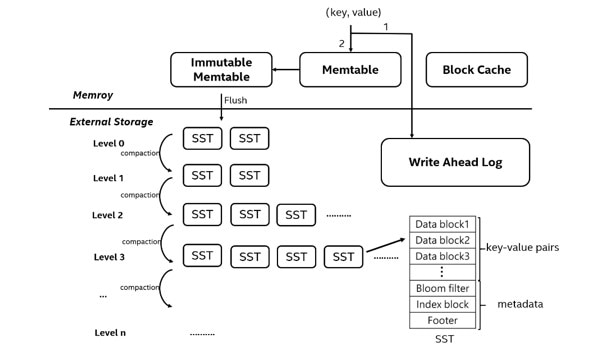 (key, value)
1
2
Immutable
Memtable
Memtable
Block Cache
Memroy
Flush
External Storage
Level 0
SST
SST
compaction
Write Ahead Log
Level 1
SST
SST
compaction
Level 2
SST
SST
SST
..........
compaction
Level 3
SST
SST
SST
SST
..........
compaction
...
Level n
..........
Data block1
Data block2
Data block3
⋮
key-value pairs
Bloom filter
Index block
Footer
metadata
SST